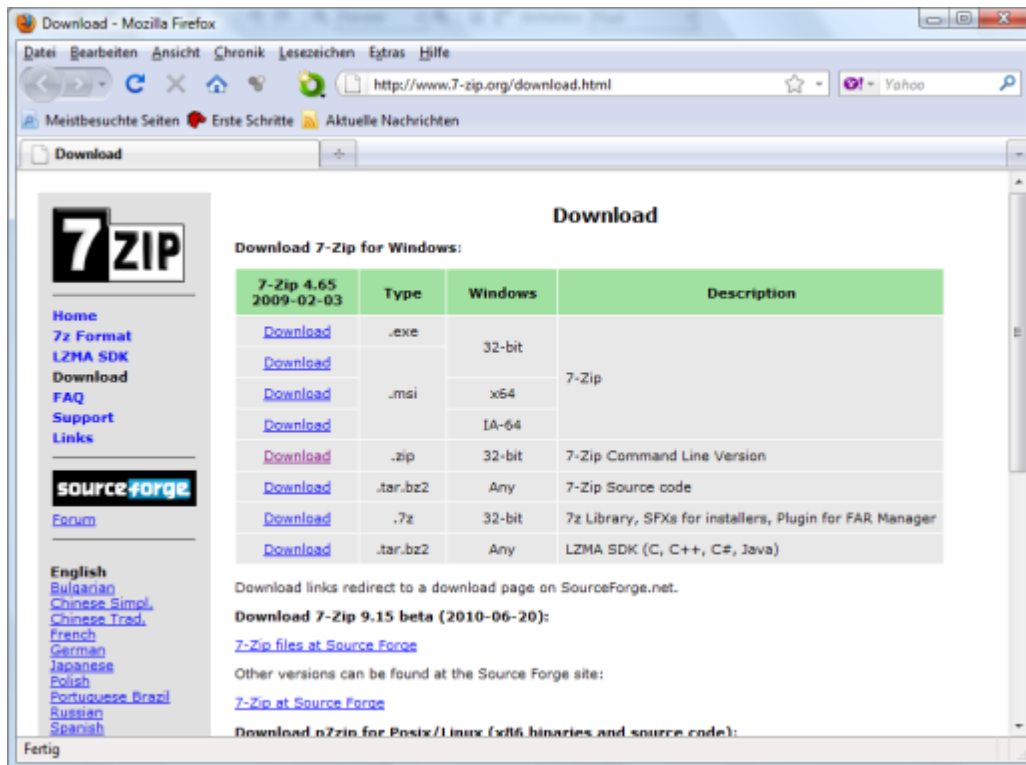 Download - Mozilla Firefox
Datei Bearbeiten Ansicht Chronik Lesezeichen Extras Hilfe
http://www.7-zip.org/download.html
Yahoo
Meistbesuchte Seiten Erste Schritte Aktuelle Nachrichten
Download
7ZIP
Home
7z Format
LZMA SDK
Download
FAQ
Support
Links
sourceforge
Forum
English
Bulgarian
Chinese Simpl.
Chinese Trad.
French
German
Japanese
Polish
Portuguese Brazil
Russian
Spanish
Download
Download 7-Zip for Windows:
7-Zip 4.65 2009-02-03 Type Windows Description
Download .exe 32-bit 7-Zip
Download .msi
Download x64
Download IA-64
Download .zip 32-bit 7-Zip Command Line Version
Download .tar.bz2 Any 7-Zip Source code
Download .7z 32-bit 7z Library, SFXs for installers, Plugin for FAR Manager
Download .tar.bz2 Any LZMA SDK (C, C++, C#, Java)
Download links redirect to a download page on SourceForge.net.
Download 7-Zip 9.15 beta (2010-06-20):
7-Zip files at Source Forge
Other versions can be found at the Source Forge site:
7-Zip at Source Forge
Download p7zip for Posix/Linux (x86 binaries and source code):
Fertig